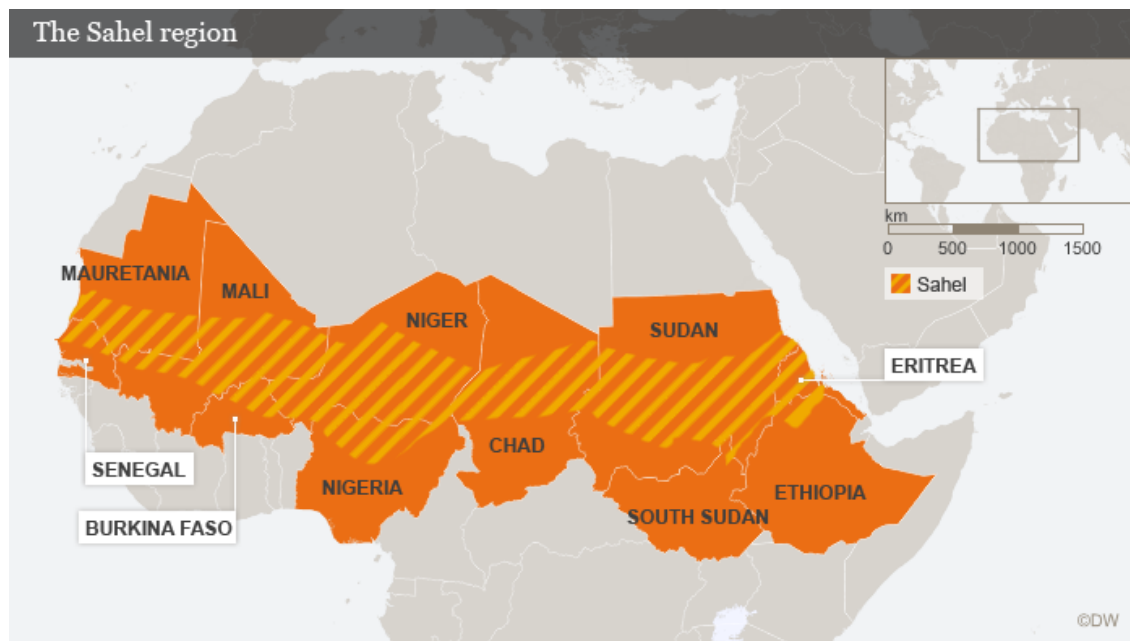 The Sahel region
km
0 500 1000 1500
Sahel
MAURETANIA
MALI
NIGER
SUDAN
ERITREA
CHAD
SENEGAL
NIGERIA
ETHIOPIA
SOUTH SUDAN
BURKINA FASO
©DW